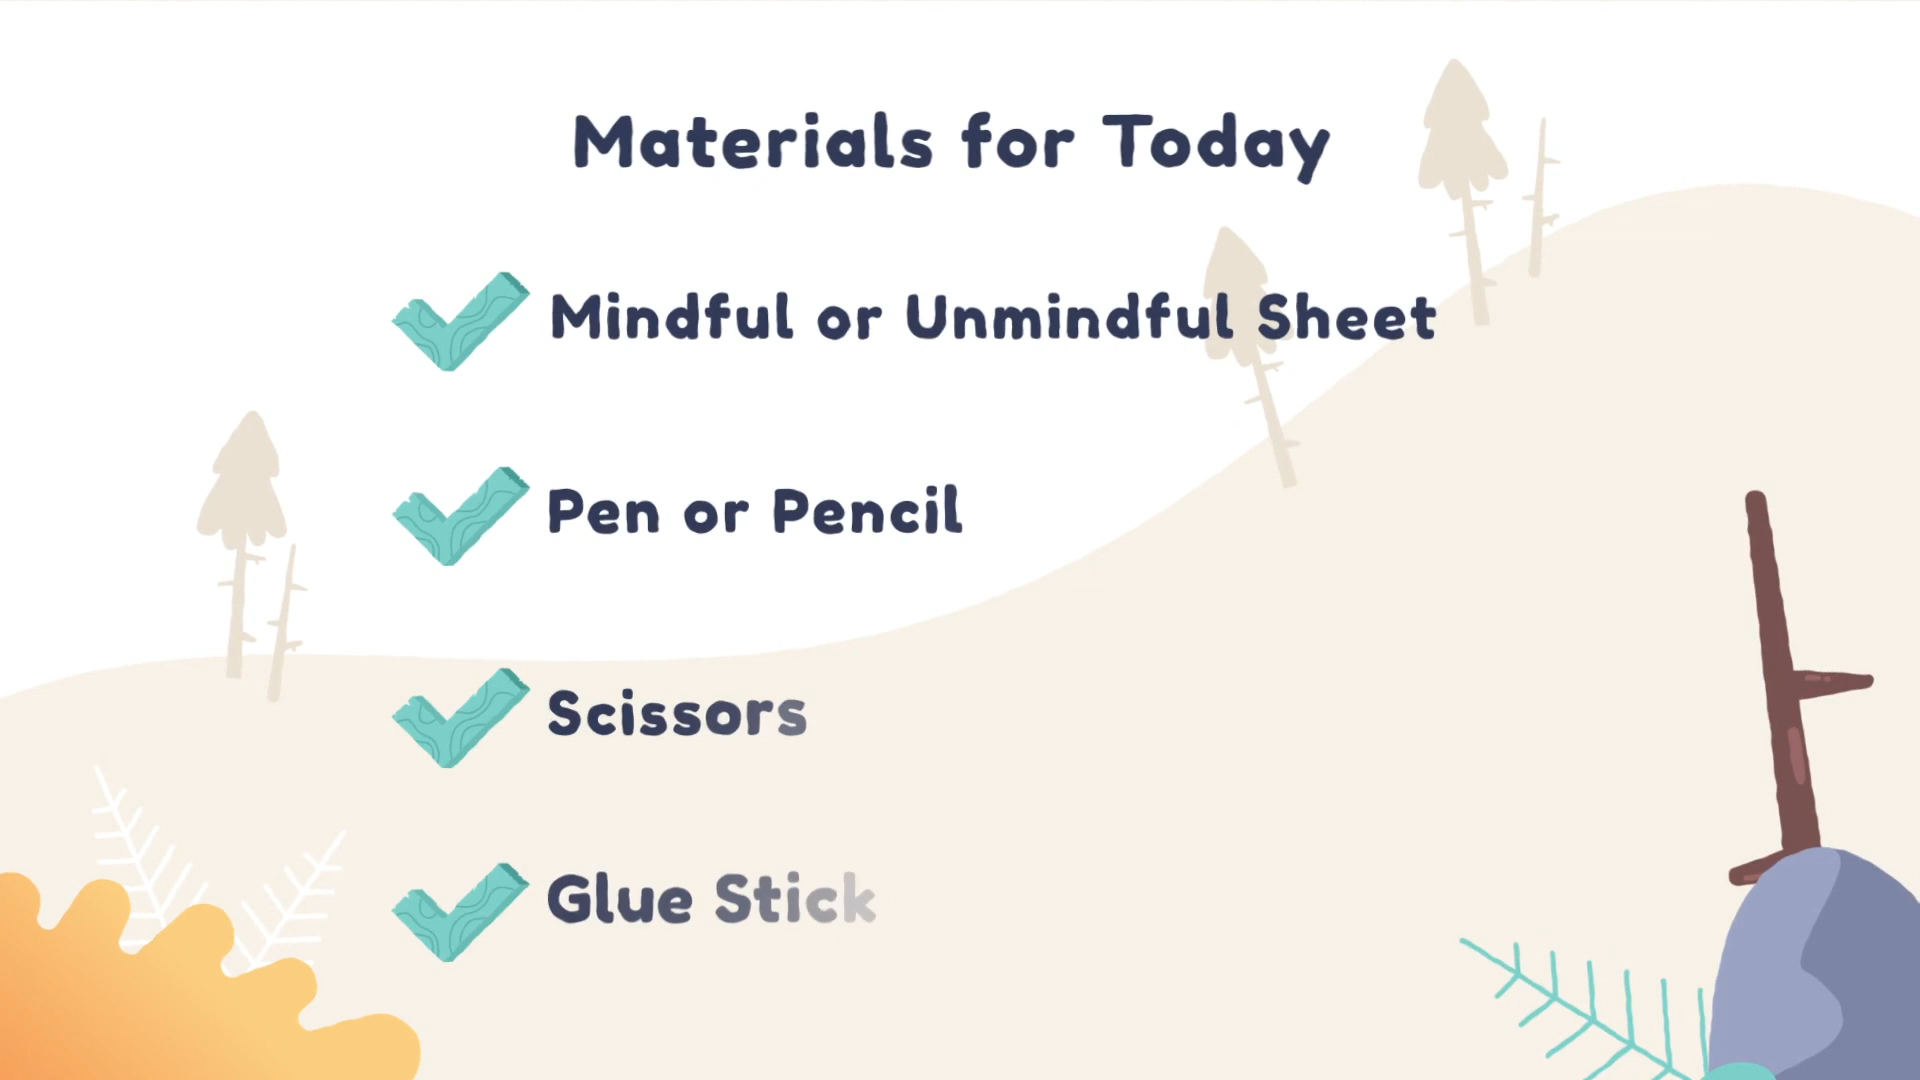 Materials for Today
Mindful or Unmindful Sheet
Pen or Pencil
Scissors
Glue Stick